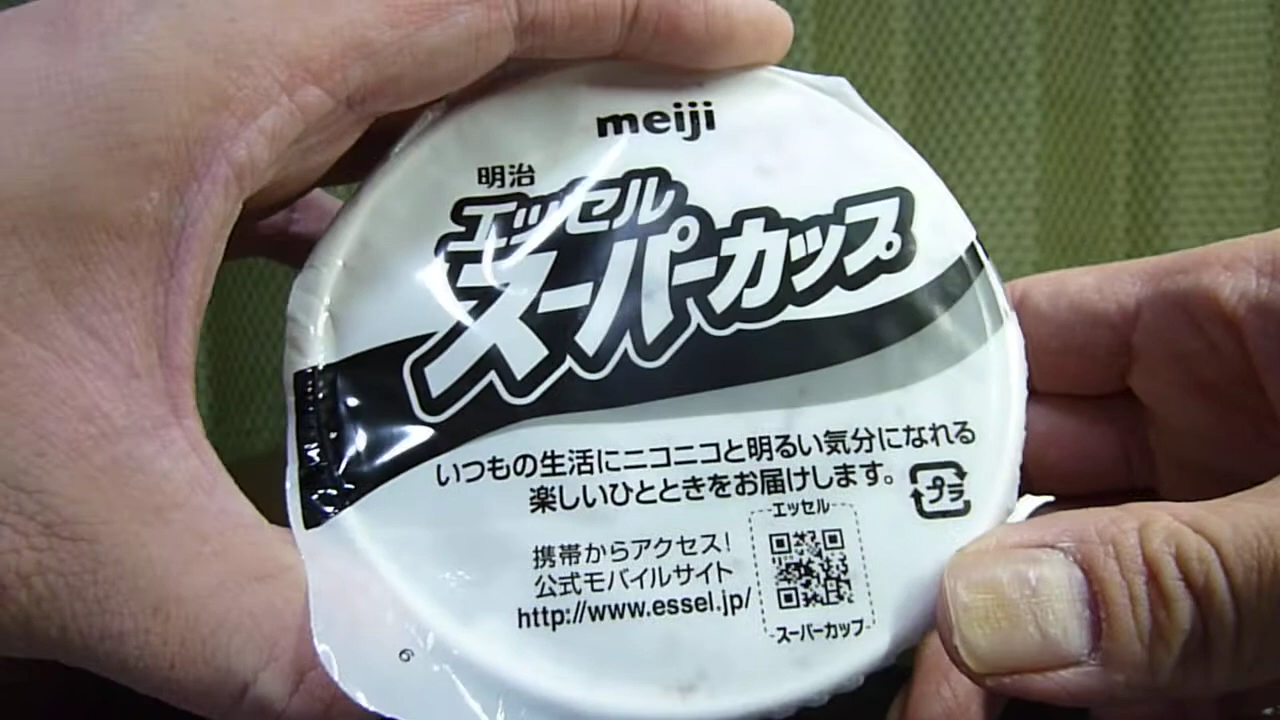 meiji
明治
エッセル
スーパーカップ
いつもの生活にニコニコと明るい気分になれる
楽しいひとときをお届けします。
プラ
携帯からアクセス!
公式モバイルサイト
http://www.essel.jp/
エッセル
スーパーカップ
6